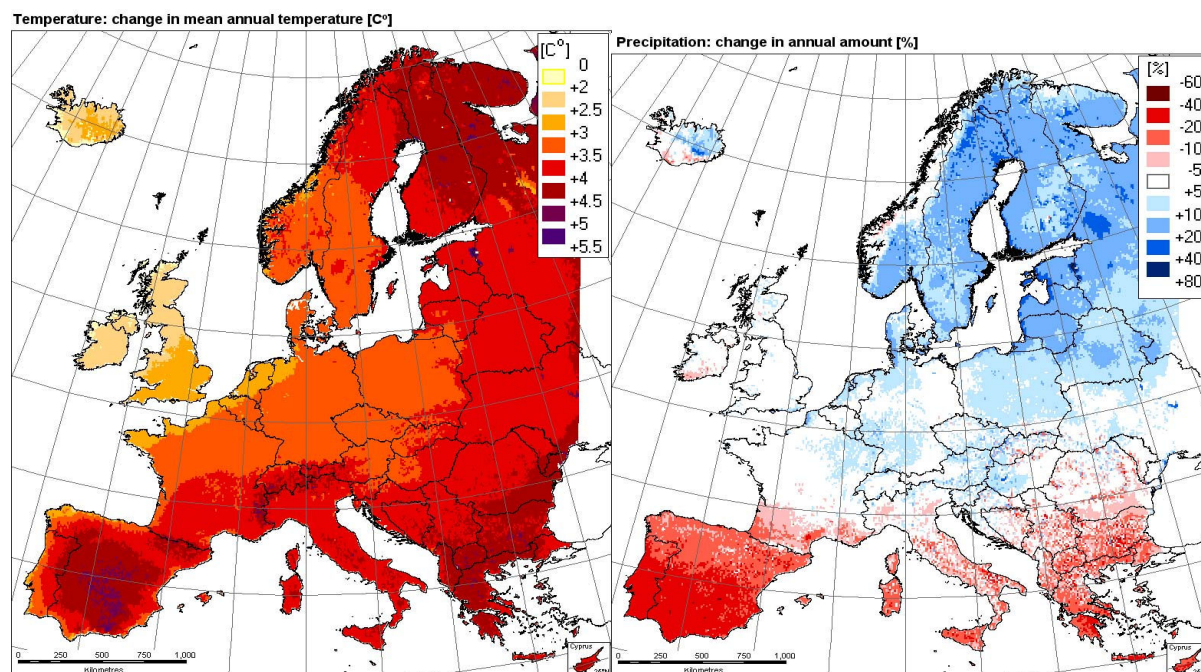 Temperature: change in mean annual temperature [Cº]
[C°]
0
+2
+2.5
+3
+3.5
+4
+4.5
+5
+5.5
0 250 500 1,000
Kilometres
Cyprus
Precipitation: change in annual amount [%]
[%]
-60
-40
-20
-10
-5
+5
+10
+20
+40
+80
0 250 500 1,000
Kilometres
Cyprus